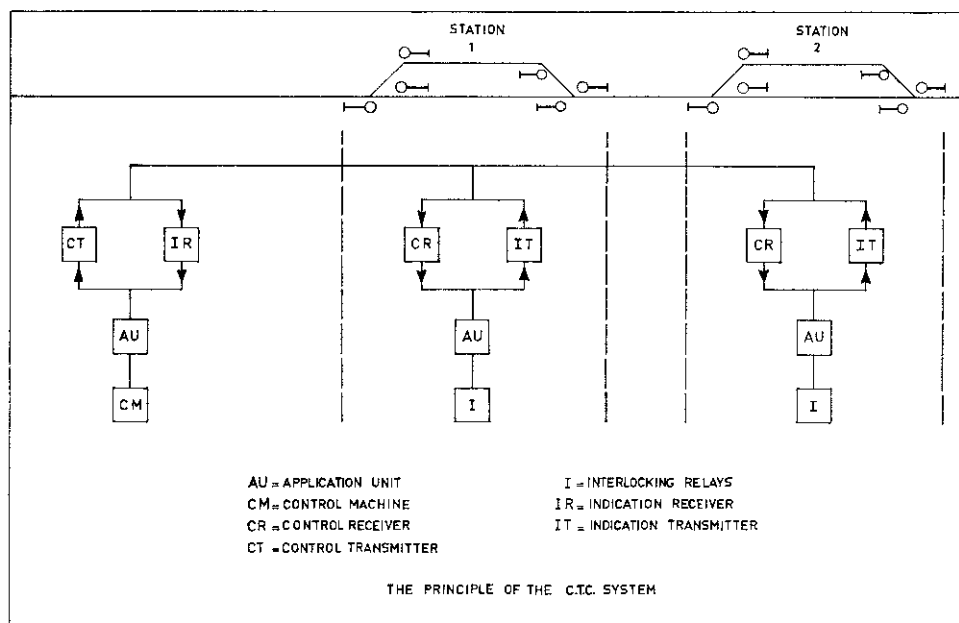 STATION
1
STATION
2
CT
IR
CR
IT
CR
IT
AU
AU
AU
CM
I
I
AU = APPLICATION UNIT
CM = CONTROL MACHINE
CR = CONTROL RECEIVER
CT = CONTROL TRANSMITTER
I = INTERLOCKING RELAYS
IR = INDICATION RECEIVER
IT = INDICATION TRANSMITTER
THE PRINCIPLE OF THE C.T.C. SYSTEM